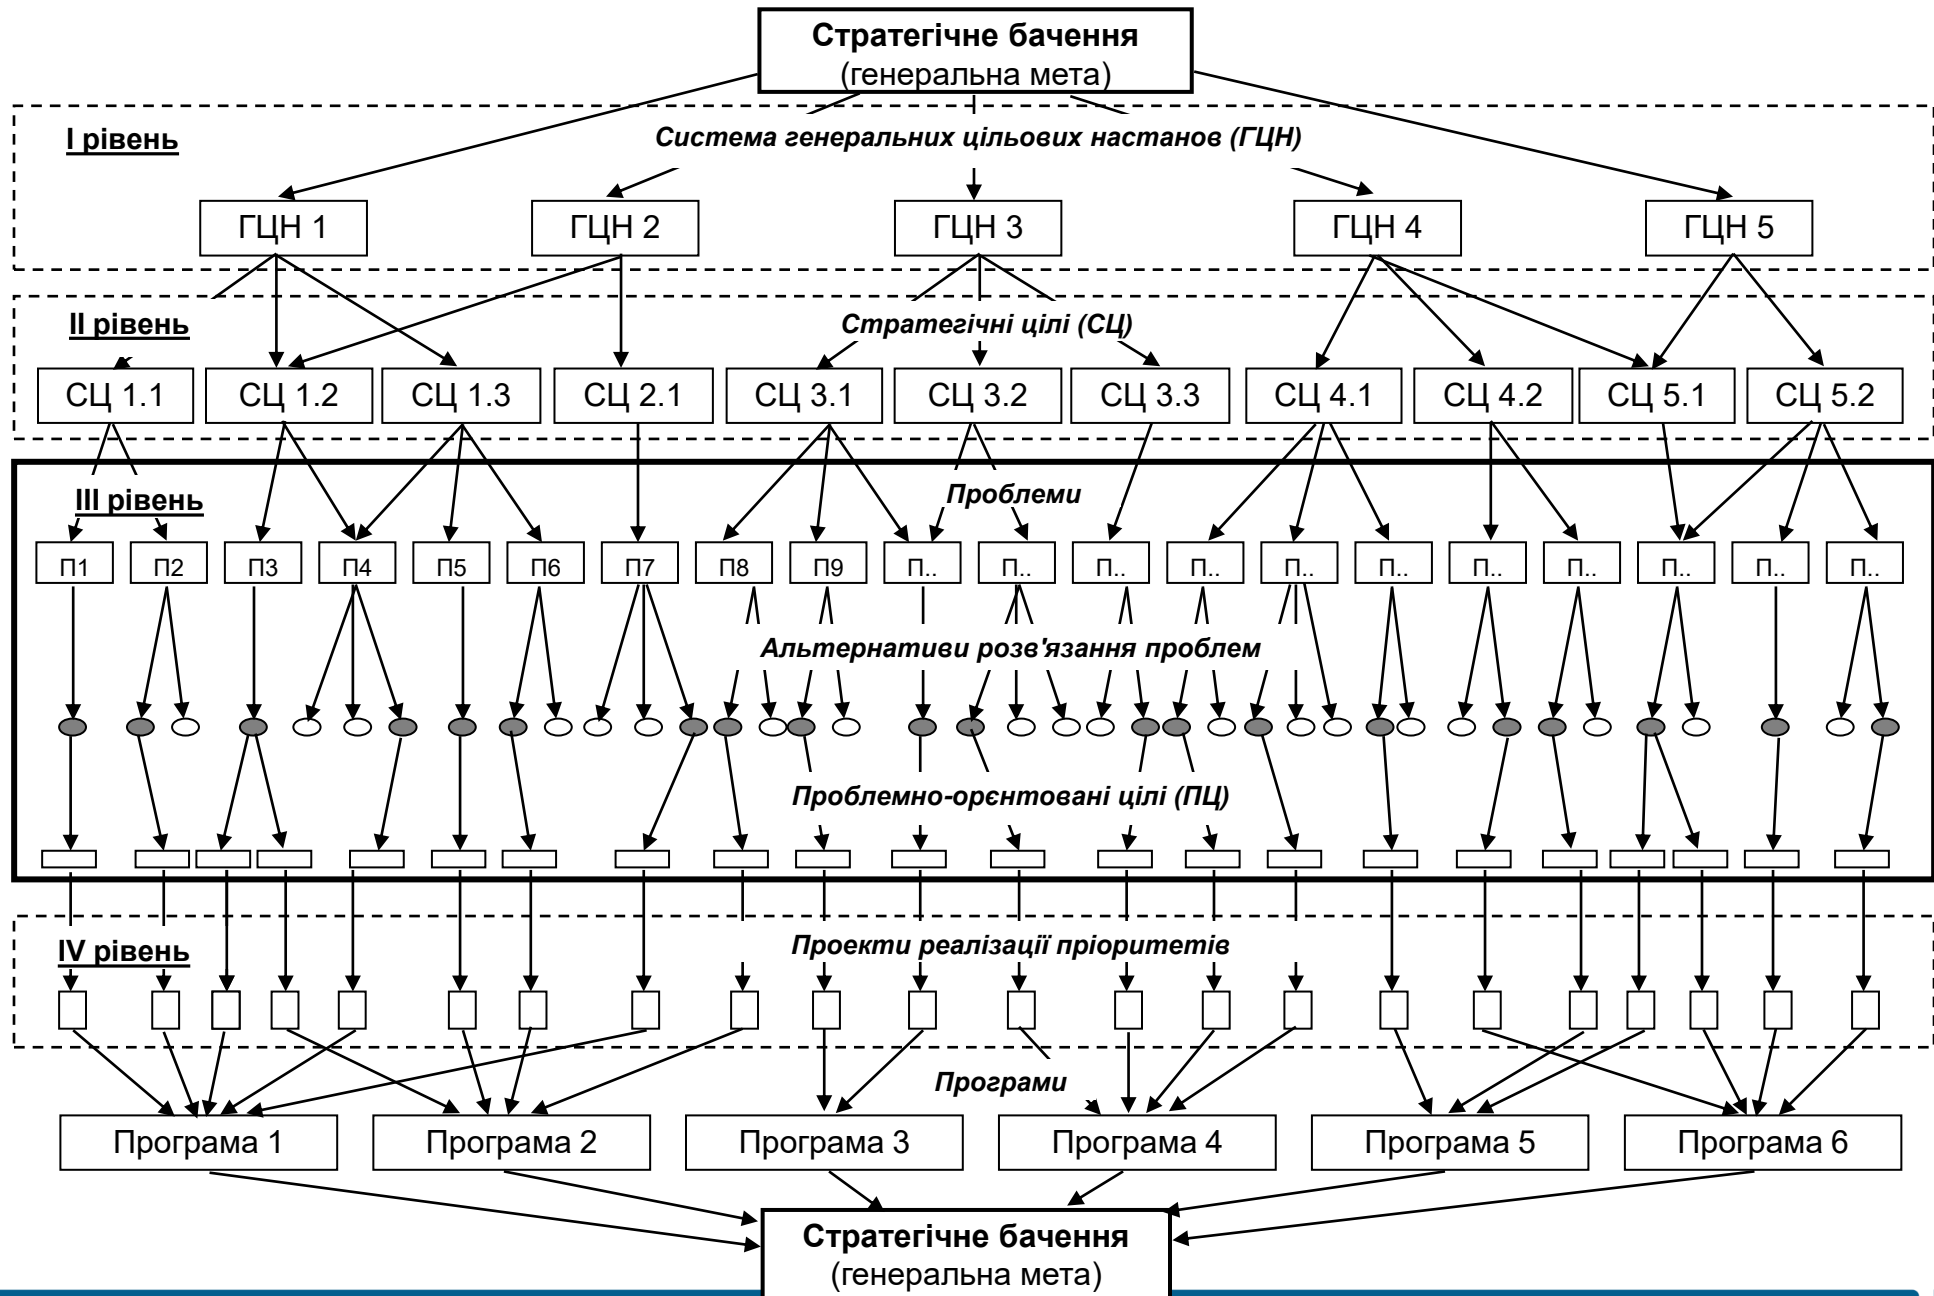 Стратегічне бачення
(генеральна мета)
І рівень
Система генеральних цільових настанов (ГЦН)
ГЦН 1
ГЦН 2
ГЦН 3
ГЦН 4
ГЦН 5
ІІ рівень
Стратегічні цілі (СЦ)
СЦ 1.1
СЦ 1.2
СЦ 1.3
СЦ 2.1
СЦ 3.1
СЦ 3.2
СЦ 3.3
СЦ 4.1
СЦ 4.2
СЦ 5.1
СЦ 5.2
ІІІ рівень
Проблеми
П1
П2
П3
П4
П5
П6
П7
П8
П9
П..
П..
П..
П..
П..
П..
П..
П..
П..
П..
П..
Альтернативи розв'язання проблем
Проблемно-орєнтовані цілі (ПЦ)
IV рівень
Проекти реалізації пріоритетів
Програми
Програма 1
Програма 2
Програма 3
Програма 4
Програма 5
Програма 6
Стратегічне бачення
(генеральна мета)